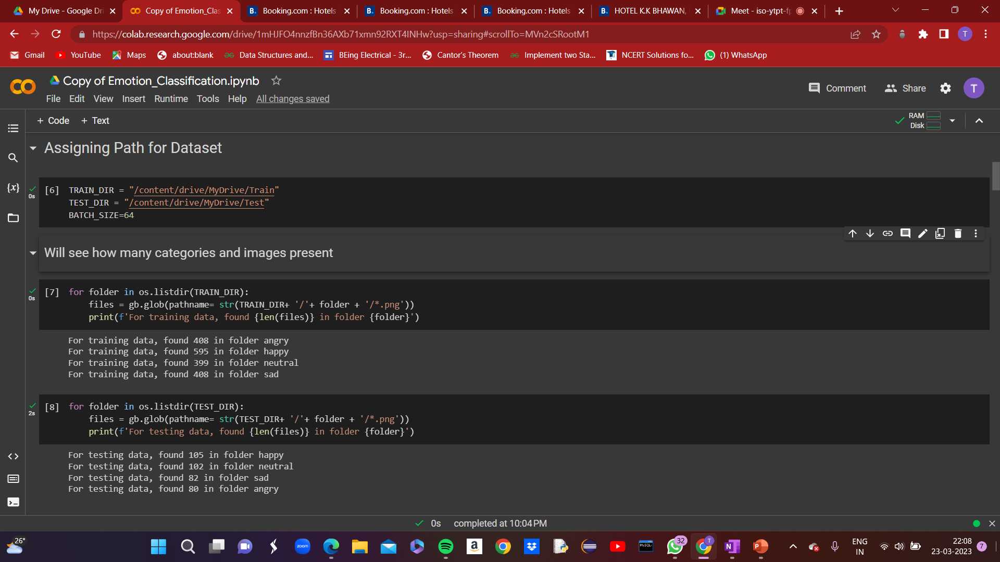 My Drive - Google Dri
Copy of Emotion_Clas
Booking.com : Hotels
Booking.com : Hotels
Booking.com : Hotels
HOTEL K.K BHAWAN,
Meet - iso-ytpt-fp
https://colab.research.google.com/drive/1mHJFO4nnzfBn36AXb71xmn92RXT4INHw?usp=sharing#scrollTo=MVn2cSRootM1
T
Gmail
YouTube
Maps
about:blank
Data Structures and...
BEing Electrical - 3r...
Cantor's Theorem
Implement two Sta...
NCERT Solutions fo...
(1) WhatsApp
Copy of Emotion_Classification.ipynb
Comment
Share
T
File Edit View Insert Runtime Tools Help All changes saved
+ Code + Text
RAM
Disk
Assigning Path for Dataset
0s
[6] TRAIN_DIR = "/content/drive/MyDrive/Train"
TEST_DIR = "/content/drive/MyDrive/Test"
BATCH_SIZE=64
Will see how many categories and images present
0s
[7] for folder in os.listdir(TRAIN_DIR):
files = gb.glob(pathname= str(TRAIN_DIR+ '/'+ folder + '/*.png'))
print(f'For training data, found {len(files)} in folder {folder}')
For training data, found 408 in folder angry
For training data, found 595 in folder happy
For training data, found 399 in folder neutral
For training data, found 408 in folder sad
2s
[8] for folder in os.listdir(TEST_DIR):
files = gb.glob(pathname= str(TEST_DIR+ '/'+ folder + '/*.png'))
print(f'For testing data, found {len(files)} in folder {folder}')
For testing data, found 105 in folder happy
For testing data, found 102 in folder neutral
For testing data, found 82 in folder sad
For testing data, found 80 in folder angry
0s completed at 10:04 PM
26°
zoom
a
MySQL
32
T
N
P
ENG
IN
22:08
23-03-2023
7